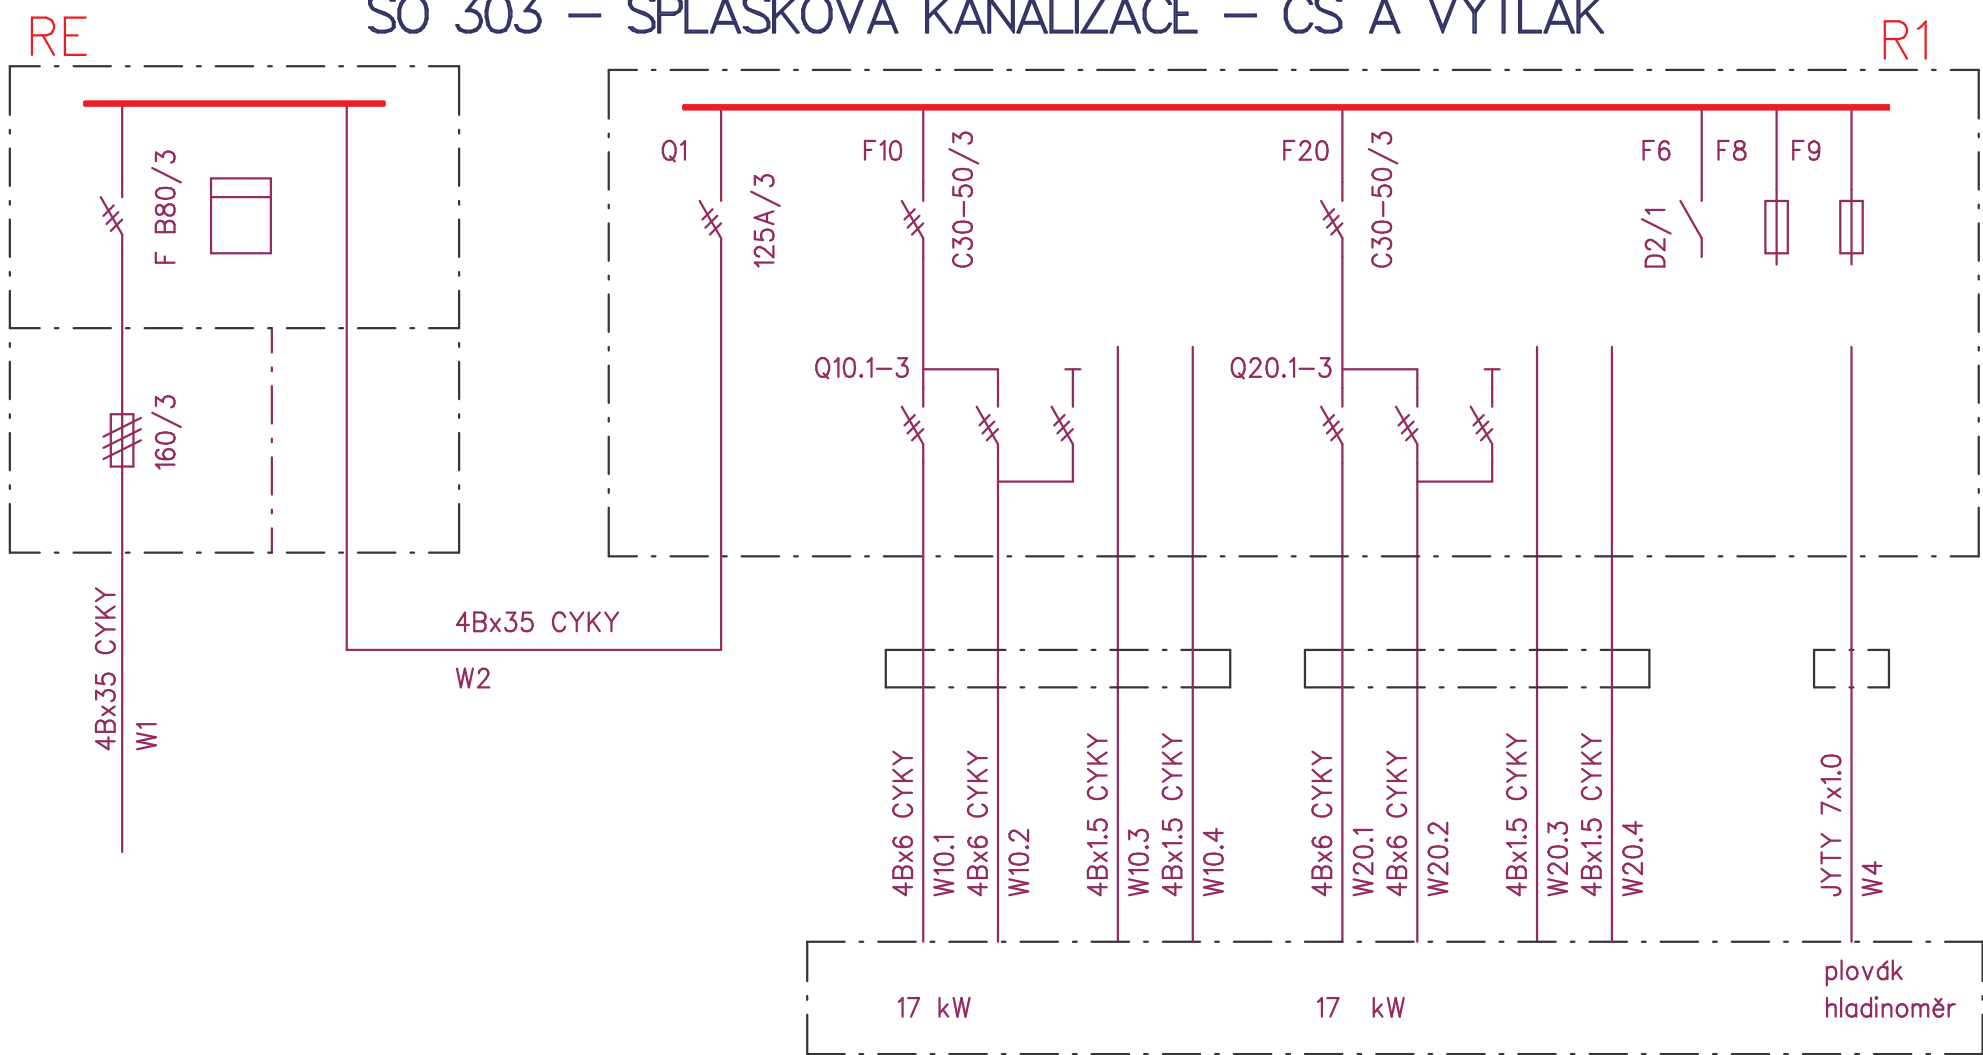 SO 303 – SPLAŠKOVÁ KANALIZACE – ČS A VÝTLAK
RE
R1
F B80/3
160/3
4Bx35 CYKY
W1
4Bx35 CYKY
W2
Q1
125A/3
F10
C30-50/3
F20
C30-50/3
F6
F8
F9
D2/1
Q10.1-3
Q20.1-3
4Bx6 CYKY
W10.1
4Bx6 CYKY
W10.2
4Bx1.5 CYKY
W10.3
4Bx1.5 CYKY
W10.4
4Bx6 CYKY
W20.1
4Bx6 CYKY
W20.2
4Bx1.5 CYKY
W20.3
4Bx1.5 CYKY
W20.4
JYTY 7x1.0
W4
17 kW
17 kW
plovák
hladinoměr